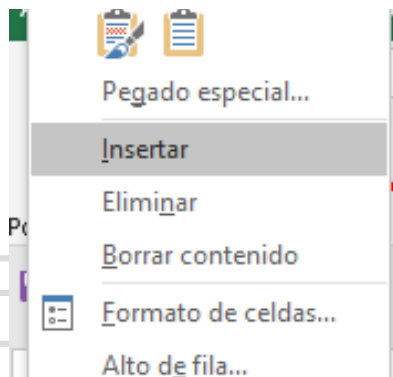 Pegado especial...
Insertar
Eliminar
Borrar contenido
Formato de celdas...
Alto de fila...